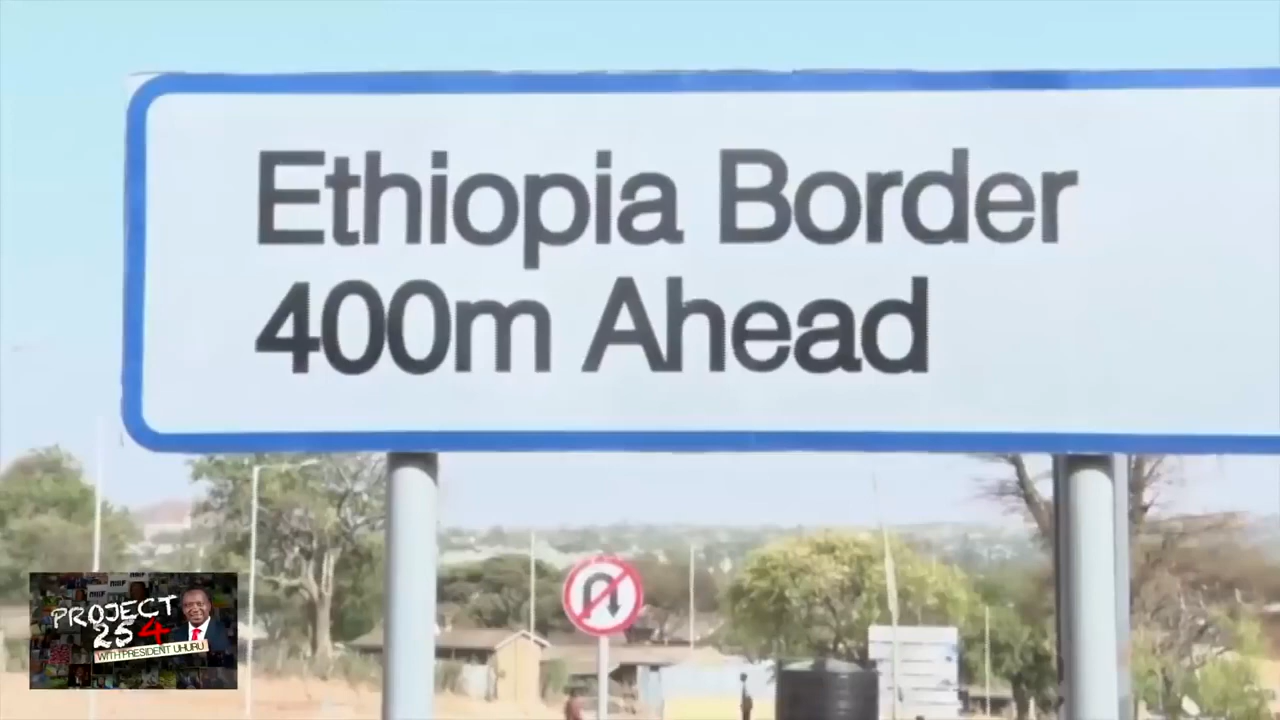 Ethiopia Border
400m Ahead
PROJECT
254
WITH PRESIDENT UHURU